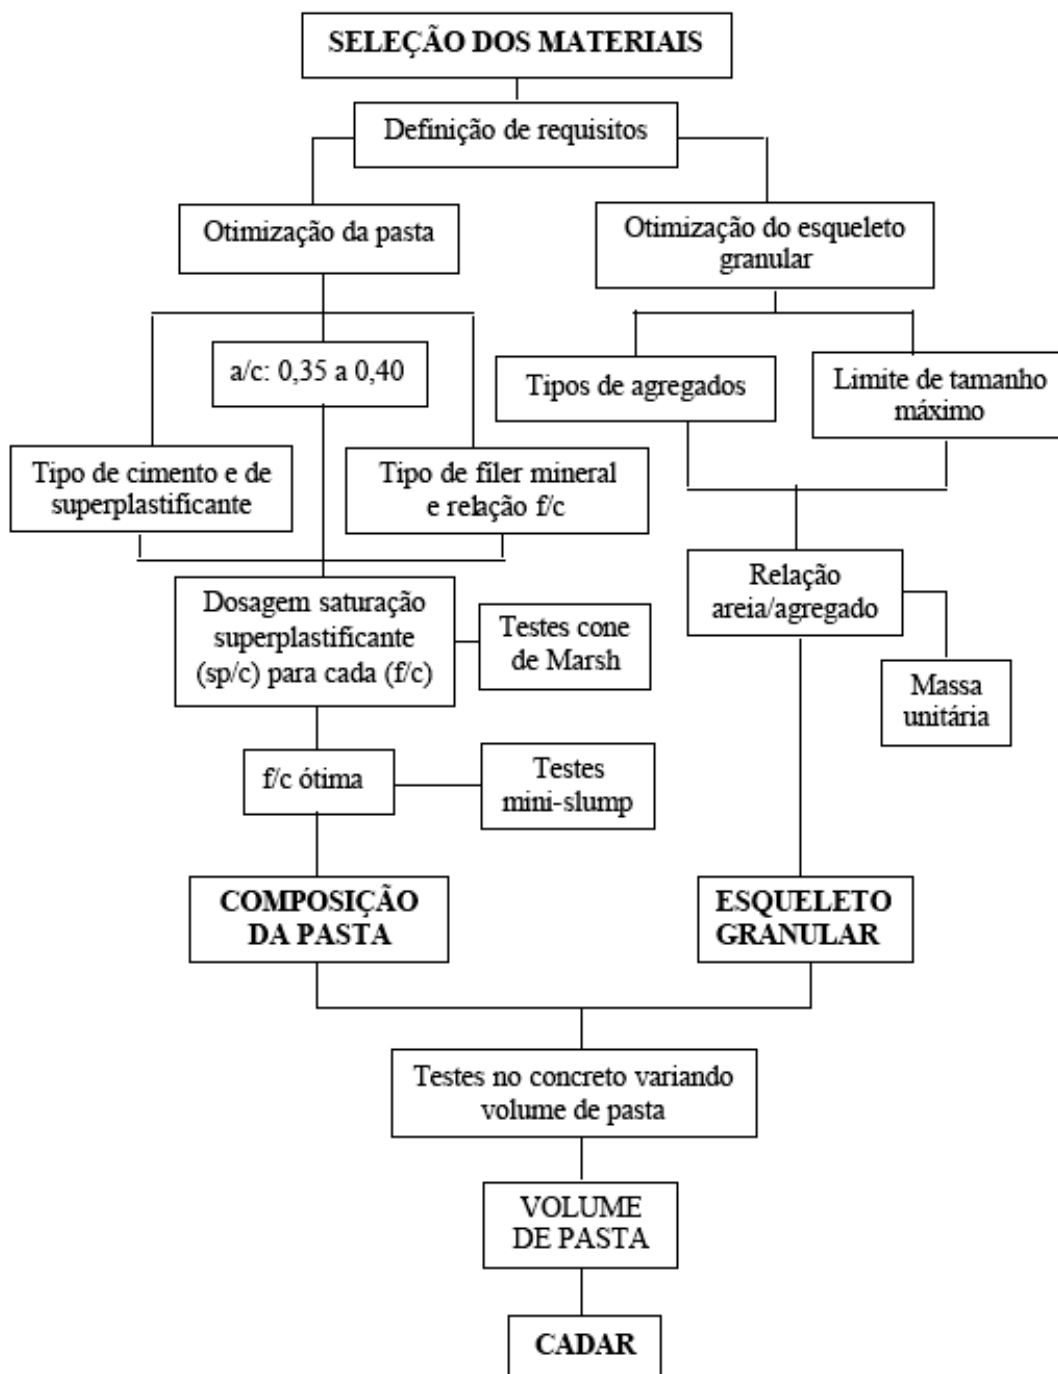 SELEÇÃO DOS MATERIAIS
Definição de requisitos
Otimização da pasta
Otimização do esqueleto
granular
a/c: 0,35 a 0,40
Tipos de agregados
Limite de tamanho
máximo
Tipo de cimento e de
superplastificante
Tipo de fíler mineral
e relação f/c
Dosagem saturação
superplastificante
(sp/c) para cada (f/c)
Testes cone
de Marsh
Relação
areia/agregado
Massa
unitária
f/c ótima
Testes
mini-slump
COMPOSIÇÃO
DA PASTA
ESQUELETO
GRANULAR
Testes no concreto variando
volume de pasta
VOLUME
DE PASTA
CADAR